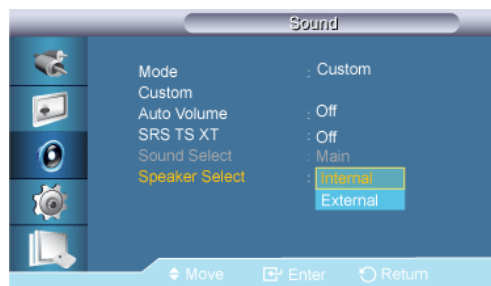 Sound
Mode : Custom
Custom
Auto Volume : Off
SRS TS XT : Off
Sound Select : Main
Speaker Select : Internal
External
Move Enter Return